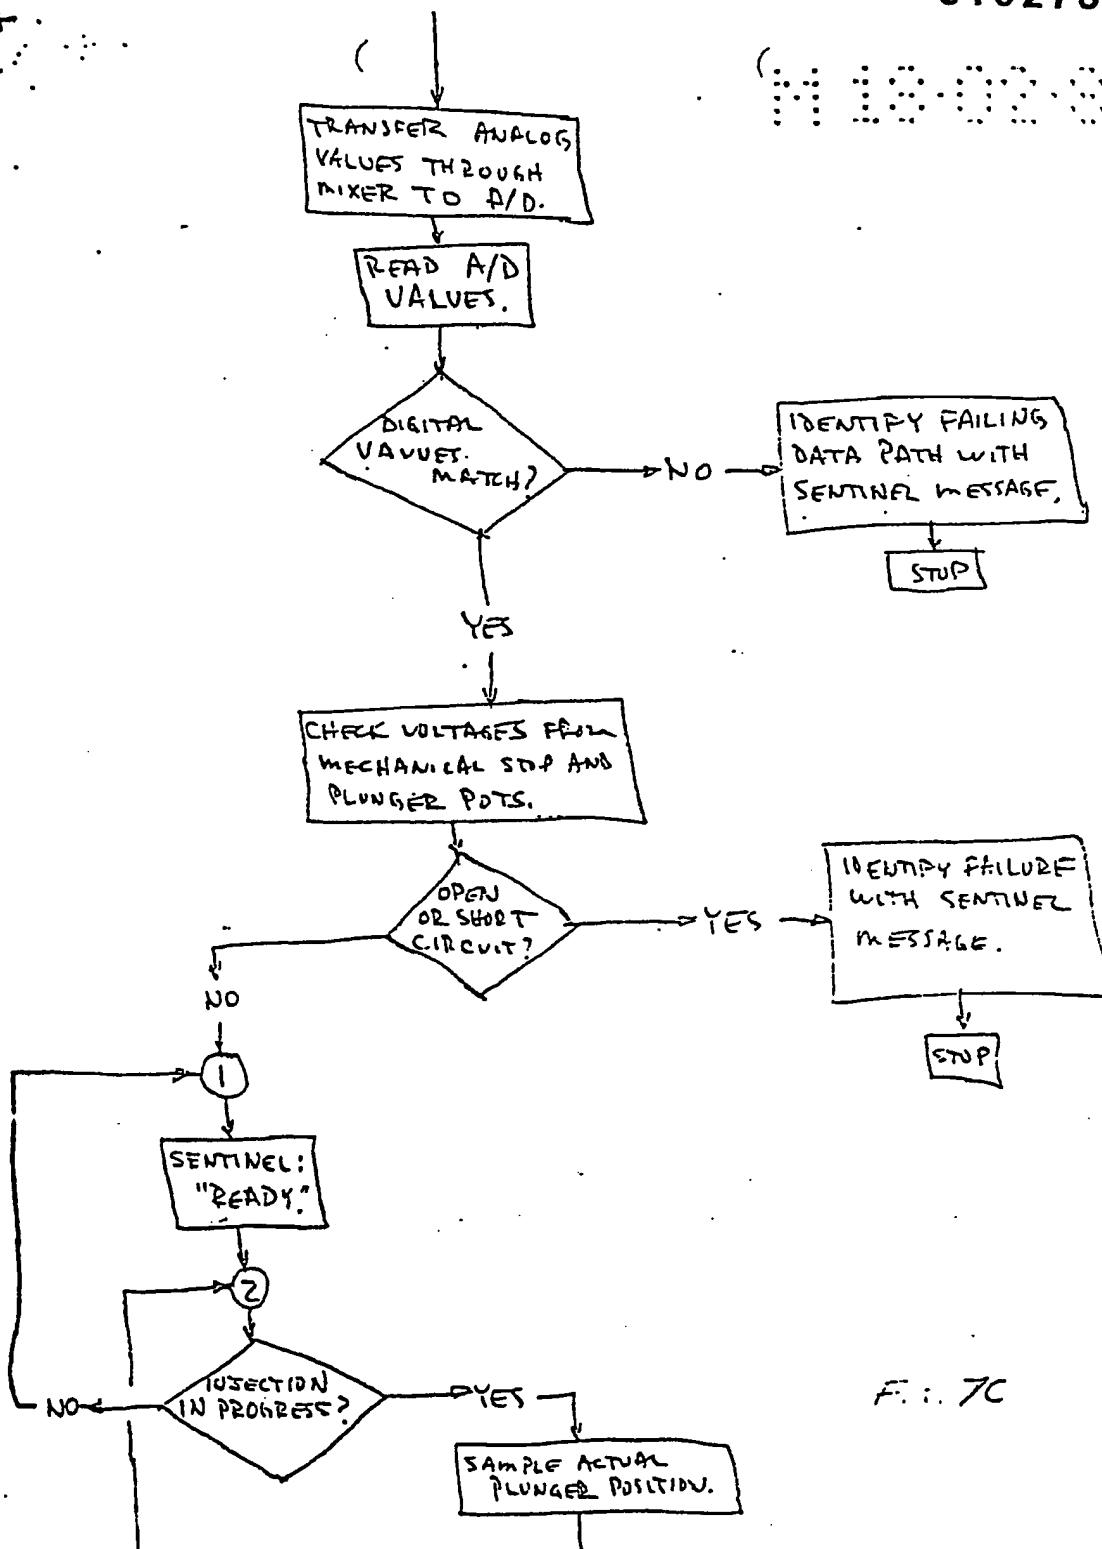 TRANSFER ANALOG
VALUES THROUGH
MIXER TO A/D.
READ A/D
VALUES.
DIGITAL
VALUES
MATCH?
NO
IDENTIFY FAILING
DATA PATH WITH
SENTINEL MESSAGE.
STOP
YES
CHECK VOLTAGES FROM
MECHANICAL STOP AND
PLUNGER POTS.
OPEN
OR SHORT
CIRCUIT?
YES
IDENTIFY FAILURE
WITH SENTINEL
MESSAGE.
STOP
NO
1
SENTINEL:
"READY."
2
INJECTION
IN PROGRESS?
NO
YES
SAMPLE ACTUAL
PLUNGER POSITION.
7C